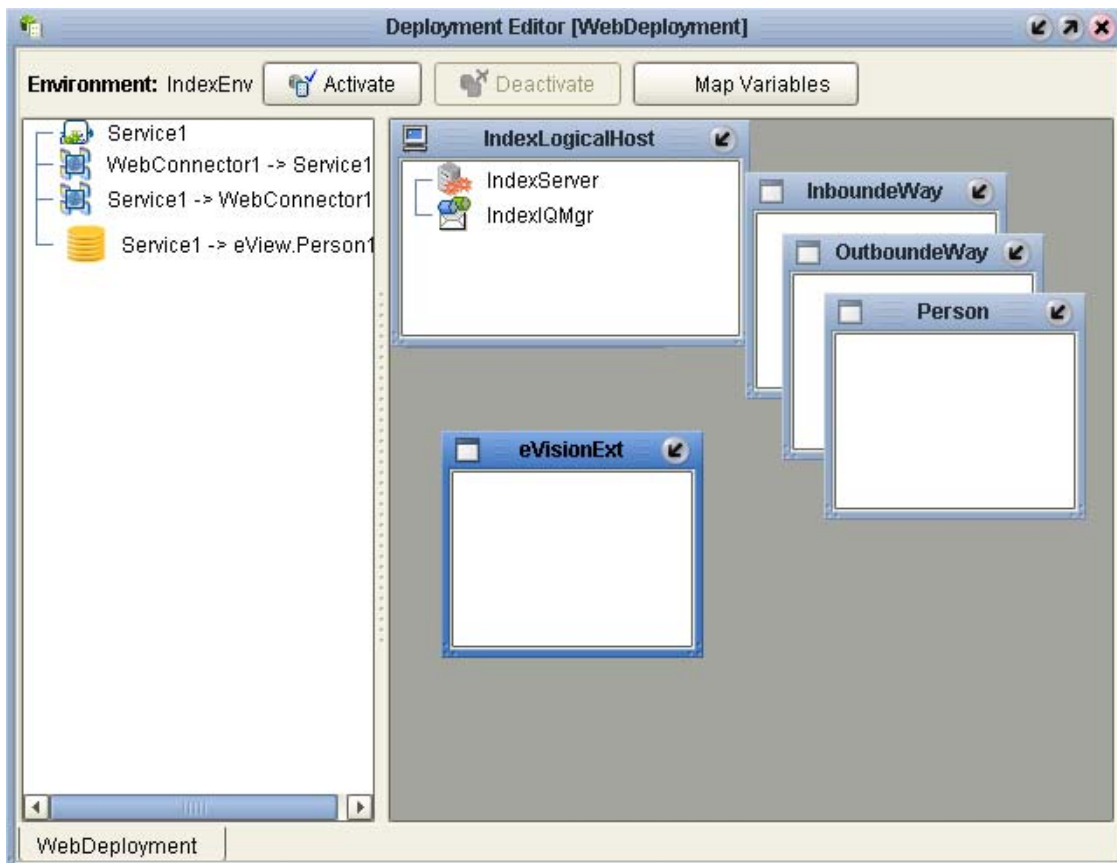 Deployment Editor [WebDeployment]
Environment: IndexEnv Activate Deactivate Map Variables
Service1
WebConnector1 -> Service1
Service1 -> WebConnector1
Service1 -> eView.Person1
IndexLogicalHost
IndexServer
IndexIQMgr
InboundeWay
OutboundeWay
Person
eVisionExt
WebDeployment